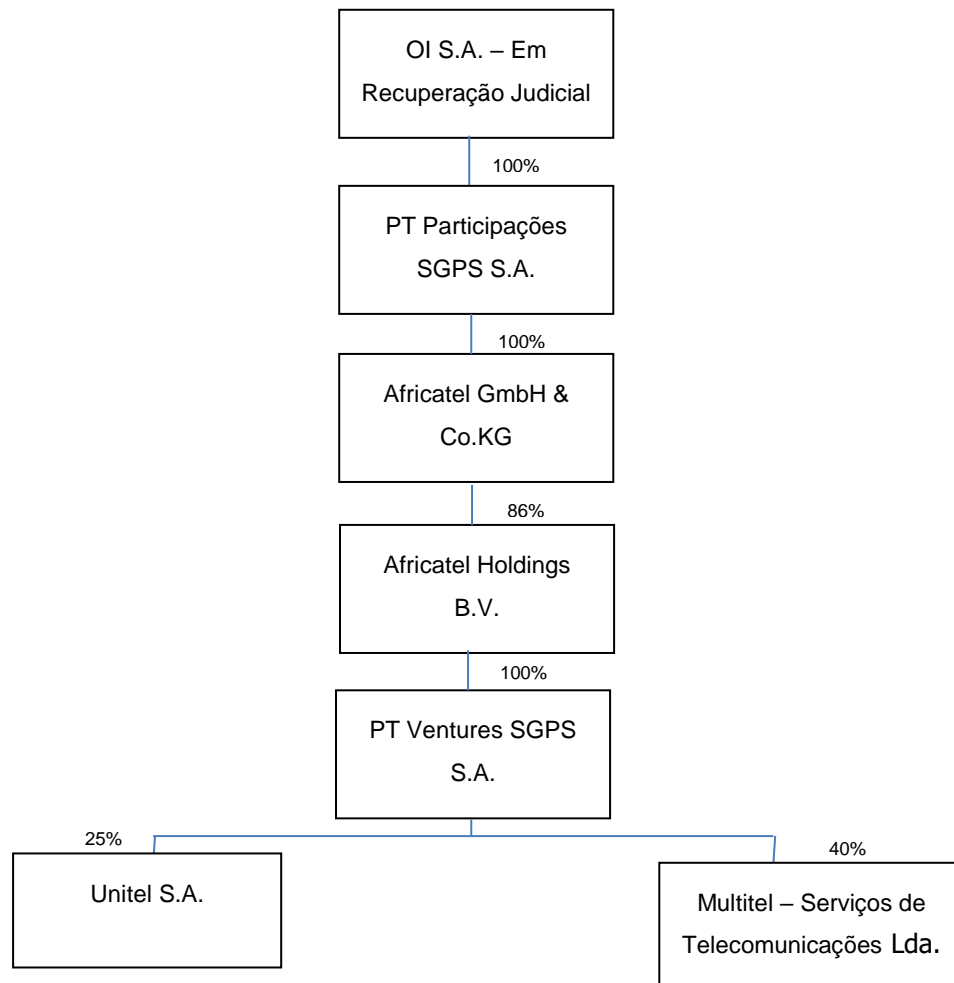 OI S.A. – Em
Recuperação Judicial
100%
PT Participações
SGPS S.A.
100%
Africatel GmbH &
Co.KG
86%
Africatel Holdings
B.V.
100%
PT Ventures SGPS
S.A.
25%
40%
Unitel S.A.
Multitel – Serviços de
Telecomunicações Lda.